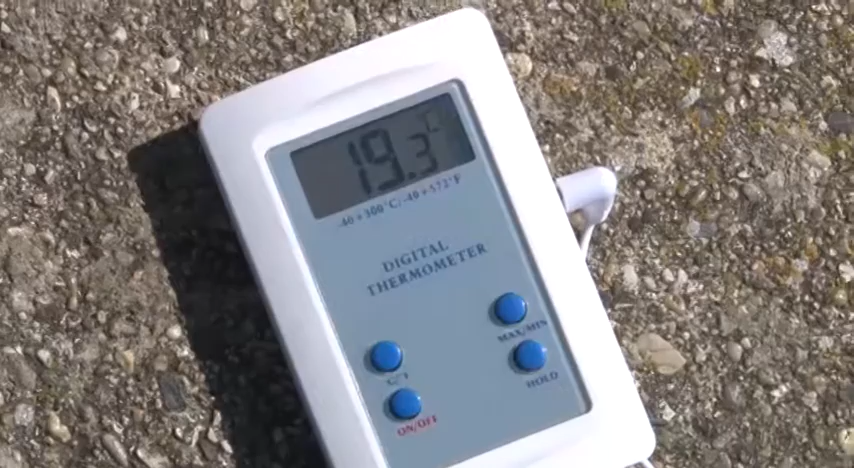 19.3°C
-40+300°C/-40+572°F
DIGITAL
THERMOMETER
MAX/MIN
C/F
HOLD
ON/OFF